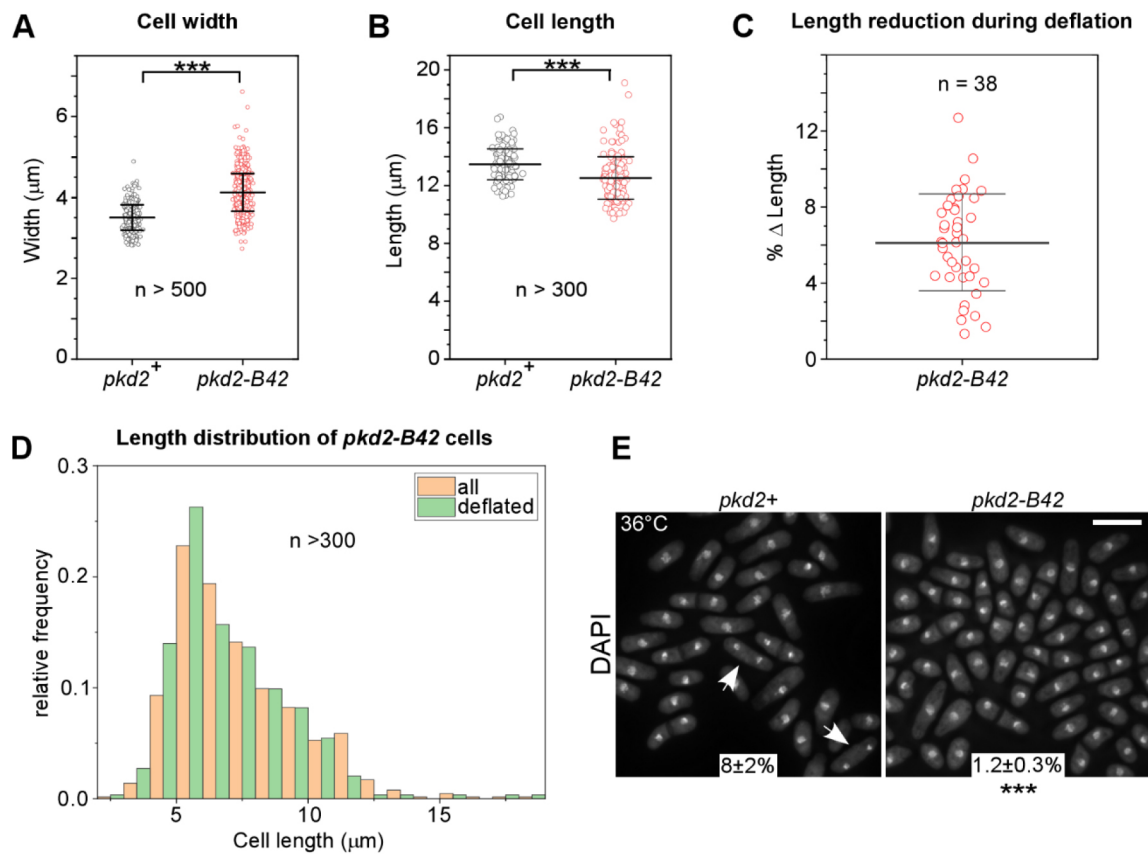 A
Cell width
***
Width (μm)
6
4
2
0
n > 500
pkd2+
pkd2-B42
B
Cell length
***
Length (μm)
20
16
12
8
4
0
n > 300
pkd2+
pkd2-B42
C
Length reduction during deflation
n = 38
% Δ Length
16
12
8
4
0
pkd2-B42
D
Length distribution of pkd2-B42 cells
all
deflated
n >300
relative frequency
0.3
0.2
0.1
0.0
5
10
15
Cell length (μm)
E
pkd2+
pkd2-B42
36°C
DAPI
8±2%
1.2±0.3%
***